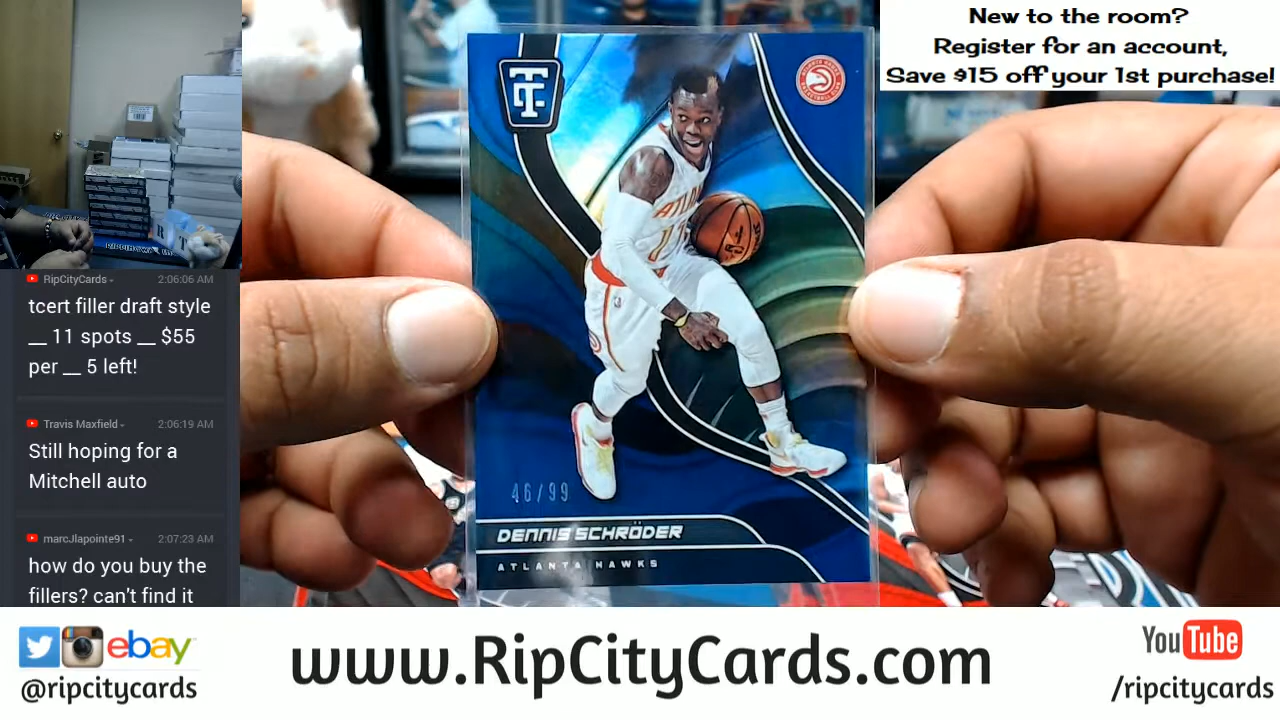 New to the room?
Register for an account,
Save $15 off your 1st purchase!
RipCityCards
2:06:06 AM
tcert filler draft style
__ 11 spots __ $55
per __ 5 left!
Travis Maxfield
2:06:19 AM
Still hoping for a
Mitchell auto
marcJlapointe91
2:07:23 AM
how do you buy the
fillers? can't find it
46/99
DENNIS SCHRÖDER
ATLANTA HAWKS
ebay
@ripcitycards
www.RipCityCards.com
YouTube
/ripcitycards